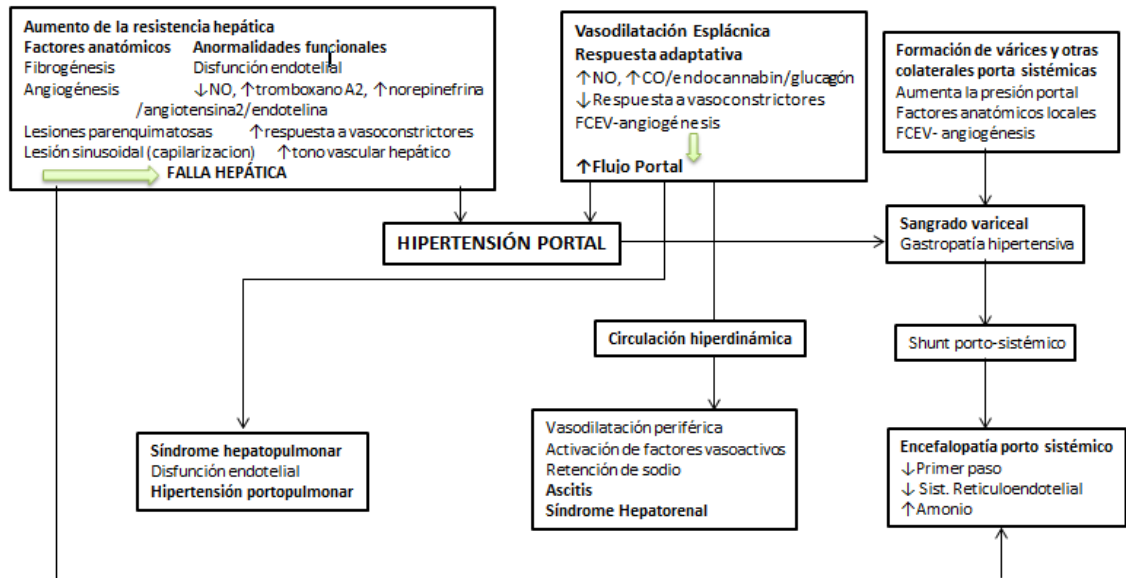 Aumento de la resistencia hepática
Factores anatómicos Anormalidades funcionales
Fibrogénesis Disfunción endotelial
Angiogénesis ↓NO, ↑tromboxano A2, ↑norepinefrina
/angiotensina2/endotelina
Lesiones parenquimatosas ↑respuesta a vasoconstrictores
Lesión sinusoidal (capilarizacion) ↑tono vascular hepático
FALLA HEPÁTICA
Vasodilatación Esplácnica
Respuesta adaptativa
↑NO, ↑CO/endocannabin/glucagón
↓Respuesta a vasoconstrictores
FCEV-angiogénesis
↑Flujo Portal
Formación de várices y otras
colaterales porta sistémicas
Aumenta la presión portal
Factores anatómicos locales
FCEV- angiogénesis
HIPERTENSIÓN PORTAL
Sangrado variceal
Gastropatía hipertensiva
Circulación hiperdinámica
Shunt porto-sistémico
Síndrome hepatopulmonar
Disfunción endotelial
Hipertensión portopulmonar
Vasodilatación periférica
Activación de factores vasoactivos
Retención de sodio
Ascitis
Síndrome Hepatorenal
Encefalopatía porto sistémico
↓Primer paso
↓ Sist. Reticuloendotelial
↑Amonio